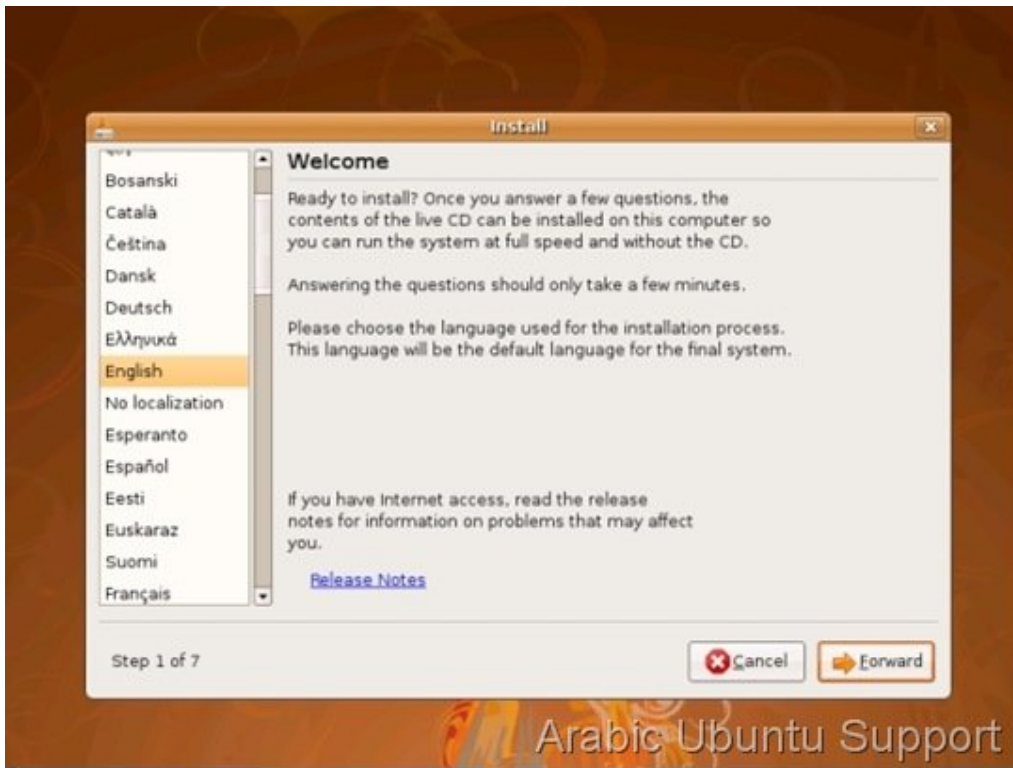 Install
Bosanski
Català
Čeština
Dansk
Deutsch
Ελληνικά
English
No localization
Esperanto
Español
Eesti
Euskaraz
Suomi
Français
Welcome
Ready to install? Once you answer a few questions, the
contents of the live CD can be installed on this computer so
you can run the system at full speed and without the CD.
Answering the questions should only take a few minutes.
Please choose the language used for the installation process.
This language will be the default language for the final system.
If you have Internet access, read the release
notes for information on problems that may affect
you.
Release Notes
Step 1 of 7
Cancel
Forward
Arabic Ubuntu Support